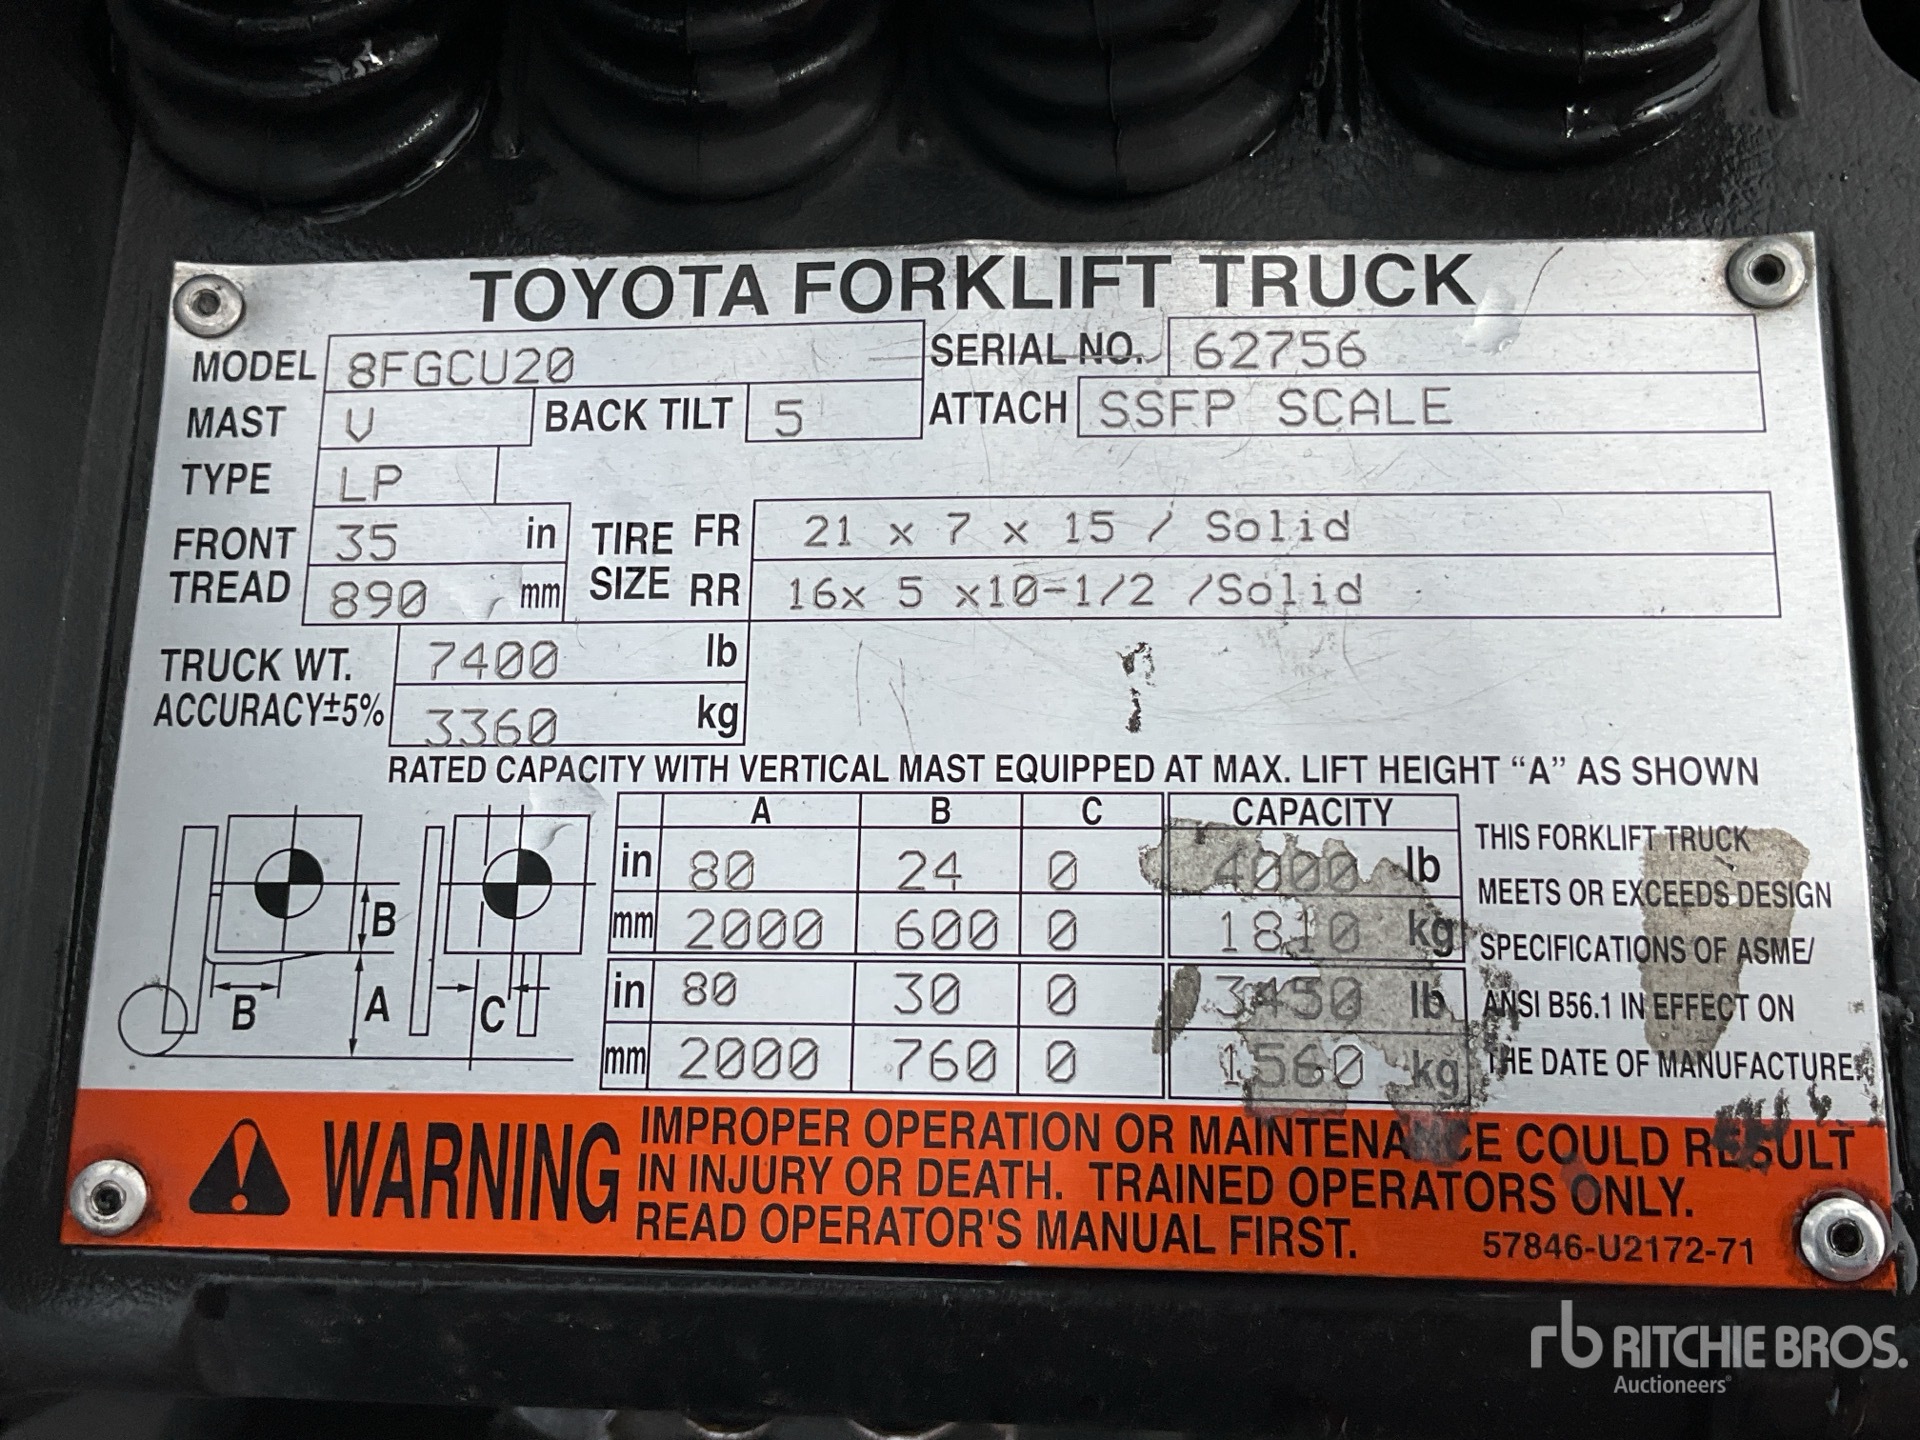 TOYOTA FORKLIFT TRUCK
MODEL 8FGCU20 SERIAL NO. 62756
MAST V BACK TILT 5 ATTACH SSFP SCALE
TYPE LP
FRONT TREAD 35 in TIRE SIZE FR 21 x 7 x 15 / Solid
890 mm RR 16x 5 x10-1/2 /Solid
TRUCK WT. 7400 lb
ACCURACY±5% 3360 kg
RATED CAPACITY WITH VERTICAL MAST EQUIPPED AT MAX. LIFT HEIGHT "A" AS SHOWN
A B C CAPACITY
in 80 24 0 4000 lb
mm 2000 600 0 1810 kg
in 80 30 0 3450 lb
mm 2000 760 0 1560 kg
B
B A C
THIS FORKLIFT TRUCK
MEETS OR EXCEEDS DESIGN
SPECIFICATIONS OF ASME/
ANSI B56.1 IN EFFECT ON
THE DATE OF MANUFACTURE.
WARNING
IMPROPER OPERATION OR MAINTENANCE COULD RESULT
IN INJURY OR DEATH. TRAINED OPERATORS ONLY.
READ OPERATOR'S MANUAL FIRST.
57846-U2172-71
rb RITCHIE BROS.
Auctioneers